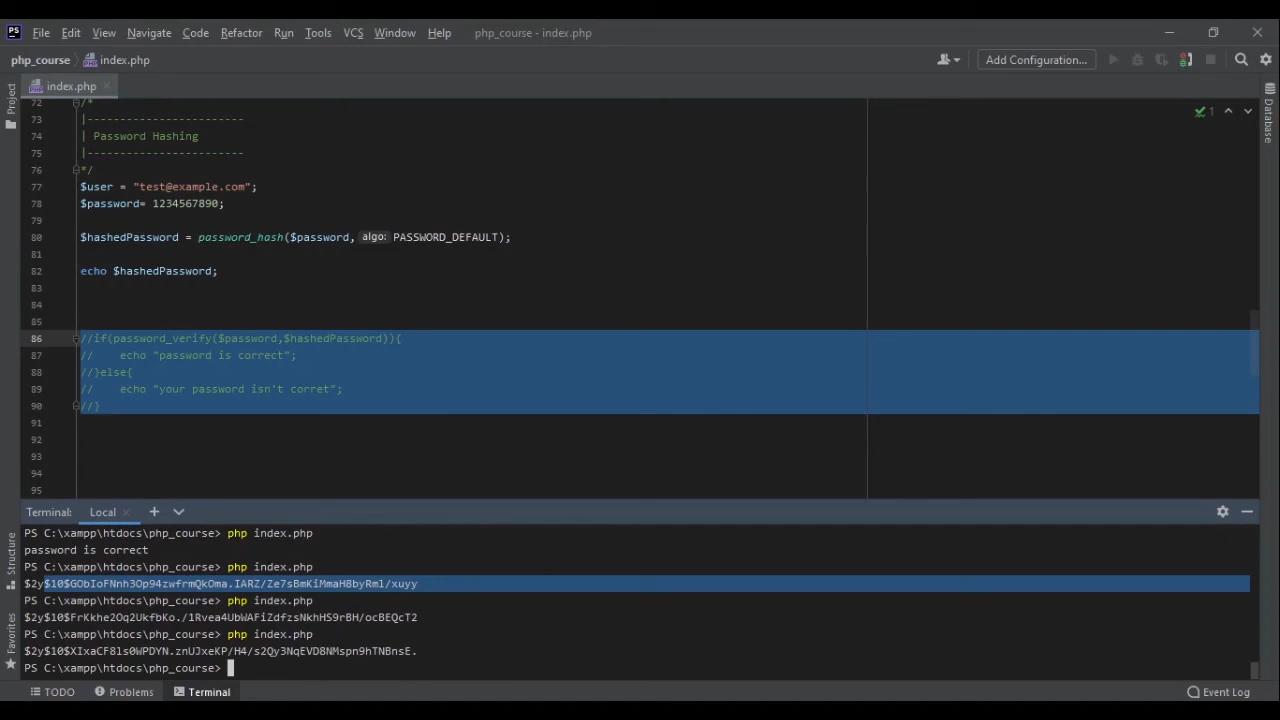 PS File Edit View Navigate Code Refactor Run Tools VCS Window Help php_course - index.php
php_course index.php Add Configuration...
Project index.php Database
72 /*
73 |------------------------
74 | Password Hashing
75 |------------------------
76 */
77 $user = "test@example.com";
78 $password= 1234567890;
79
80 $hashedPassword = password_hash($password, algo: PASSWORD_DEFAULT);
81
82 echo $hashedPassword;
83
84
85
86 //if(password_verify($password,$hashedPassword)){
87 //    echo "password is correct";
88 //}else{
89 //    echo "your password isn't corret";
90 //}
91
92
93
94
95
1
Terminal: Local
PS C:\xampp\htdocs\php_course> php index.php
password is correct
PS C:\xampp\htdocs\php_course> php index.php
$2y$10$GObIoFNnh3Op94zwfrmQkOma.IARZ/Ze7sBmKiMmaH8byRml/xuyy
PS C:\xampp\htdocs\php_course> php index.php
$2y$10$FrKkhe2Oq2UkfbKo./1Rvea4UbWAFiZdfzsNkhHS9rBH/ocBEQcT2
PS C:\xampp\htdocs\php_course> php index.php
$2y$10$XIxaCF8ls0WPDYN.znUJxeKP/H4/s2Qy3NqEVD8NMspn9hTNBnsE.
PS C:\xampp\htdocs\php_course>
Structure
Favorites
TODO Problems Terminal Event Log